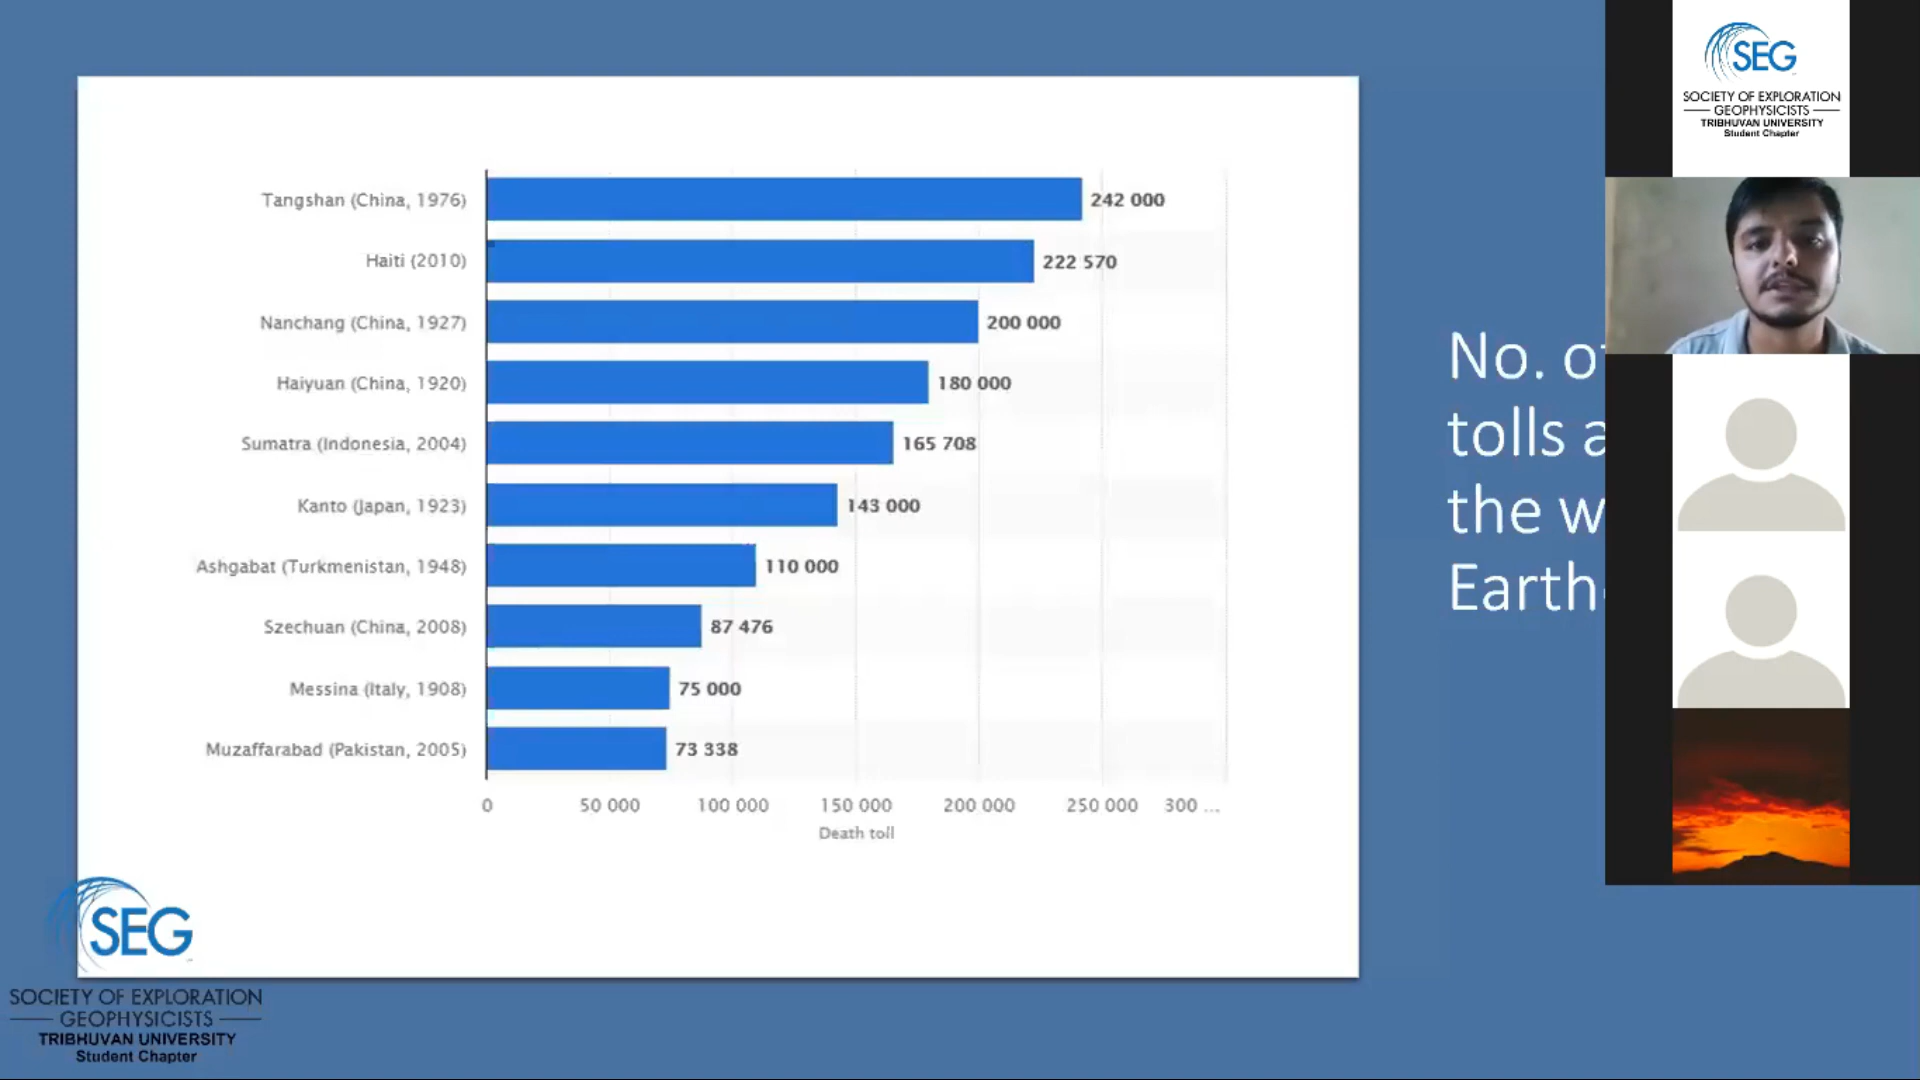 Tangshan (China, 1976) 242 000
Haiti (2010) 222 570
Nanchang (China, 1927) 200 000
Haiyuan (China, 1920) 180 000
Sumatra (Indonesia, 2004) 165 708
Kanto (Japan, 1923) 143 000
Ashgabat (Turkmenistan, 1948) 110 000
Szechuan (China, 2008) 87 476
Messina (Italy, 1908) 75 000
Muzaffarabad (Pakistan, 2005) 73 338
0 50 000 100 000 150 000 200 000 250 000 300 ...
Death toll
No.
tolls
the
Earth
SEG
SOCIETY OF EXPLORATION
GEOPHYSICISTS
TRIBHUVAN UNIVERSITY
Student Chapter
SEG
SOCIETY OF EXPLORATION
GEOPHYSICISTS
TRIBHUVAN UNIVERSITY
Student Chapter